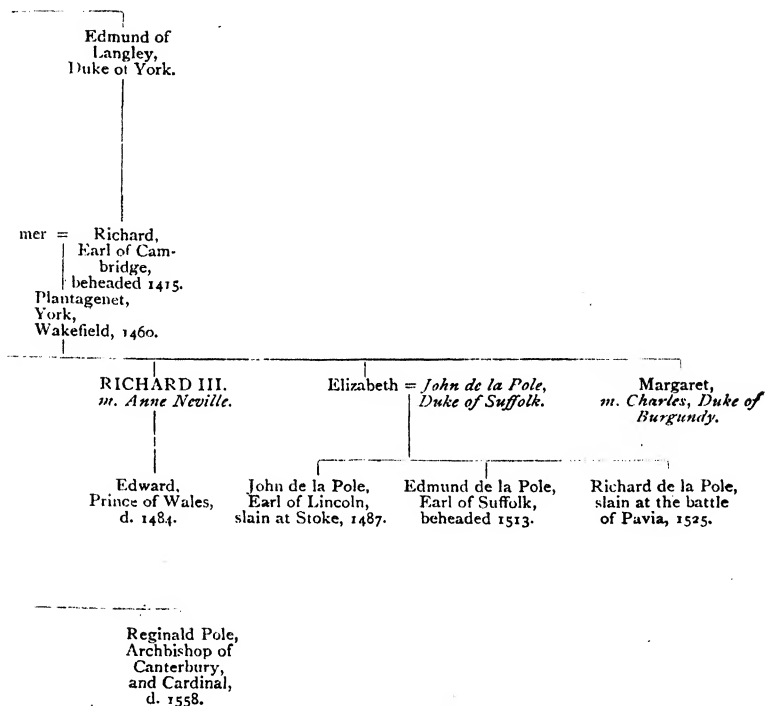 Edmund of
Langley,
Duke of York.
mer = Richard,
Earl of Cam-
bridge,
beheaded 1415.
Plantagenet,
York,
Wakefield, 1460.
RICHARD III.
m. Anne Neville.
Elizabeth = John de la Pole,
Duke of Suffolk.
Margaret,
m. Charles, Duke of
Burgundy.
Edward,
Prince of Wales,
d. 1484.
John de la Pole,
Earl of Lincoln,
slain at Stoke, 1487.
Edmund de la Pole,
Earl of Suffolk,
beheaded 1513.
Richard de la Pole,
slain at the battle
of Pavia, 1525.
Reginald Pole,
Archbishop of
Canterbury,
and Cardinal,
d. 1558.